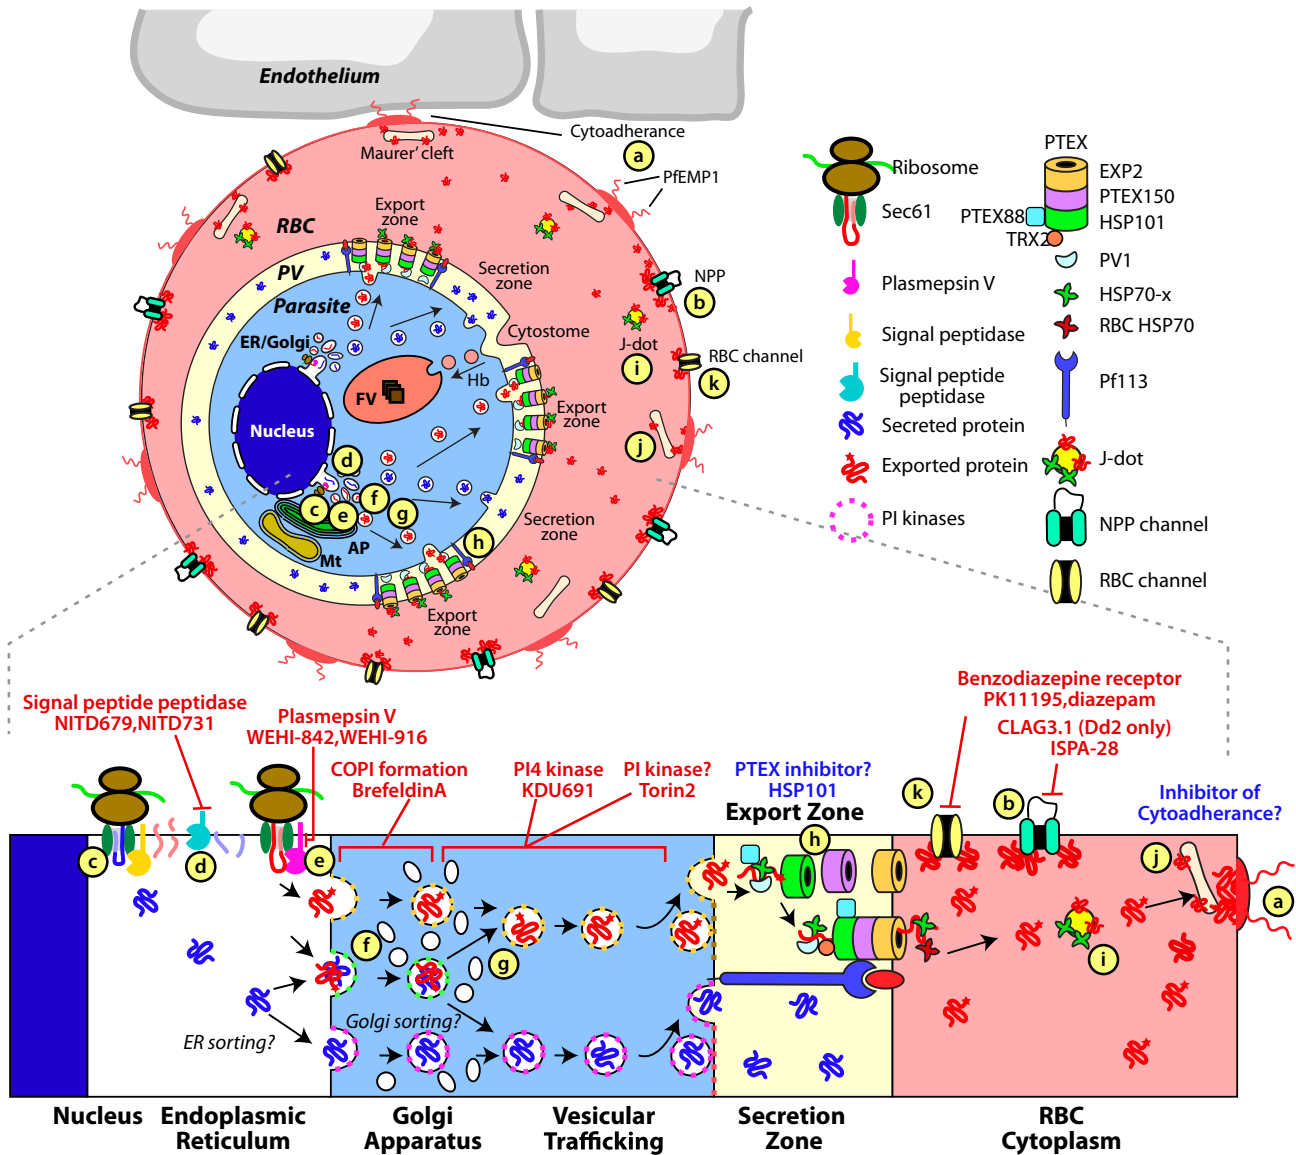 Endothelium
Cytoadherance
a
Maurer' cleft
PfEMP1
Export
zone
RBC
PV
Secretion
zone
NPP
b
Parasite
ER/Golgi
Cytostome
J-dot
i
RBC channel
k
Hb
FV
Export
zone
Nucleus
j
d
f
c
e
g
AP
Mt
h
Secretion
zone
Export
zone
Ribosome
Sec61
Plasmepsin V
Signal peptidase
Signal peptide
peptidase
Secreted protein
Exported protein
PI kinases
PTEX
EXP2
PTEX150
PTEX88
HSP101
TRX2
PV1
HSP70-x
RBC HSP70
Pf113
J-dot
NPP channel
RBC channel
Signal peptide peptidase
NITD679,NITD731
Plasmepsin V
WEHI-842,WEHI-916
COPI formation
BrefeldinA
PI4 kinase
KDU691
PI kinase?
Torin2
PTEX inhibitor?
HSP101
Export Zone
Benzodiazepine receptor
PK11195,diazepam
CLAG3.1 (Dd2 only)
ISPA-28
Inhibitor of
Cytoadherance?
c
d
e
f
g
h
k
b
j
a
i
ER sorting?
Golgi sorting?
Nucleus
Endoplasmic
Reticulum
Golgi
Apparatus
Vesicular
Trafficking
Secretion
Zone
RBC
Cytoplasm